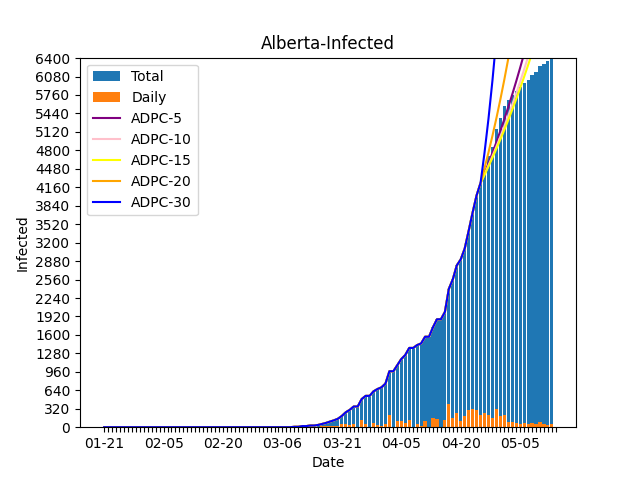 Alberta-Infected
6400
6080
5760
5440
5120
4800
4480
4160
3840
3520
3200
2880
2560
2240
1920
1600
1280
960
640
320
0
Infected
Total
Daily
ADPC-5
ADPC-10
ADPC-15
ADPC-20
ADPC-30
01-21 02-05 02-20 03-06 03-21 04-05 04-20 05-05
Date